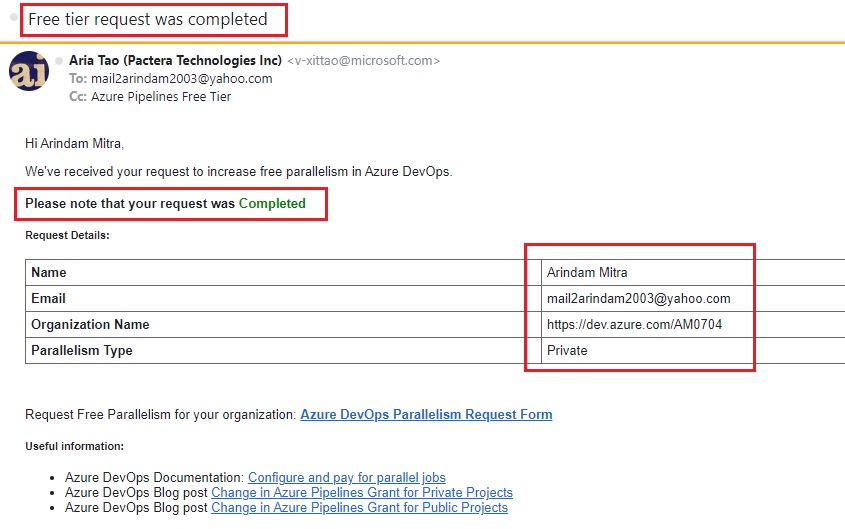 Free tier request was completed
ai
Aria Tao (Pactera Technologies Inc) <v-xittao@microsoft.com>
To: mail2arindam2003@yahoo.com
Cc: Azure Pipelines Free Tier
Hi Arindam Mitra,
We've received your request to increase free parallelism in Azure DevOps.
Please note that your request was Completed
Request Details:
Name Arindam Mitra
Email mail2arindam2003@yahoo.com
Organization Name https://dev.azure.com/AM0704
Parallelism Type Private
Request Free Parallelism for your organization: Azure DevOps Parallelism Request Form
Useful information:
• Azure DevOps Documentation: Configure and pay for parallel jobs
• Azure DevOps Blog post Change in Azure Pipelines Grant for Private Projects
• Azure DevOps Blog post Change in Azure Pipelines Grant for Public Projects